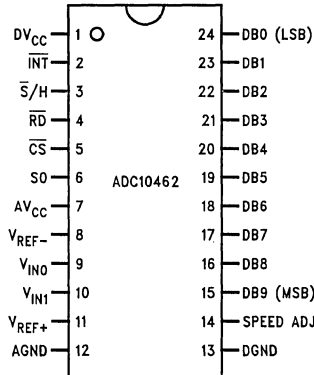 DVCC 1 24 DB0 (LSB)
INT 2 23 DB1
S/H 3 22 DB2
RD 4 21 DB3
CS 5 20 DB4
S0 6 19 DB5
ADC10462
AVCC 7 18 DB6
VREF- 8 17 DB7
VIN0 9 16 DB8
VIN1 10 15 DB9 (MSB)
VREF+ 11 14 SPEED ADJ
AGND 12 13 DGND